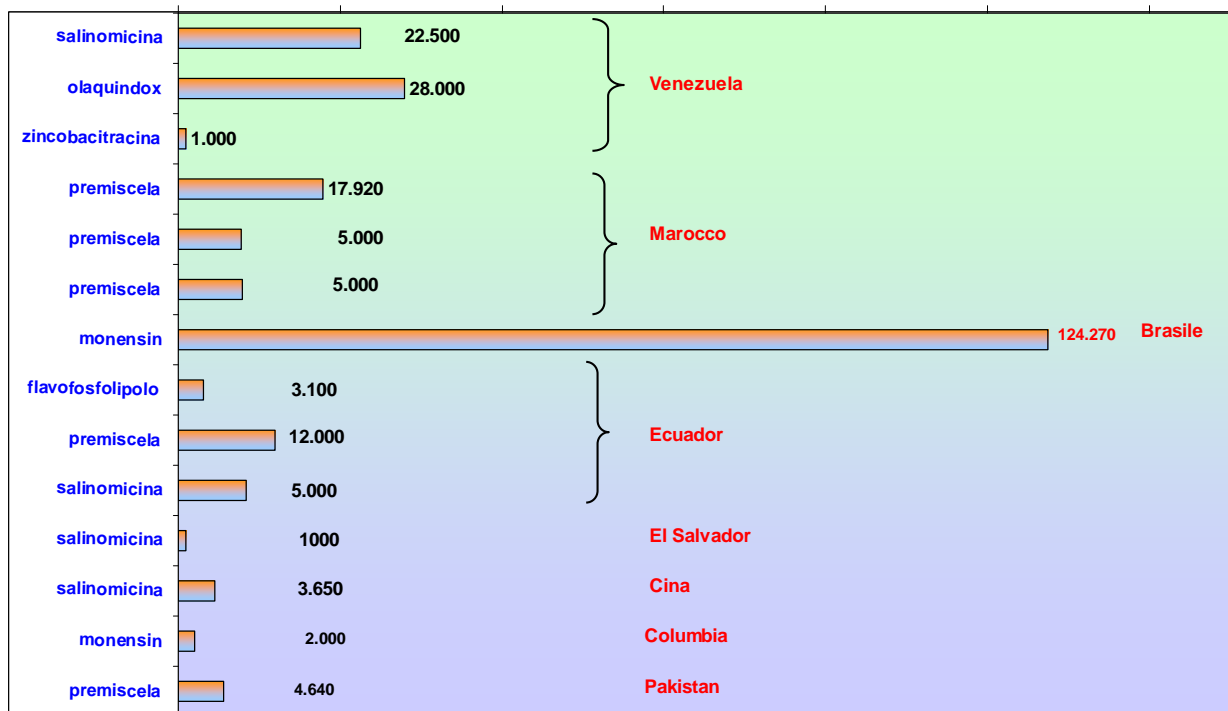 salinomicina 22.500
olaquindox 28.000 Venezuela
zincobacitracina 1.000
premiscela 17.920
premiscela 5.000 Marocco
premiscela 5.000
monensin 124.270 Brasile
flavofosfolipolo 3.100
premiscela 12.000 Ecuador
salinomicina 5.000
salinomicina 1000 El Salvador
salinomicina 3.650 Cina
monensin 2.000 Columbia
premiscela 4.640 Pakistan